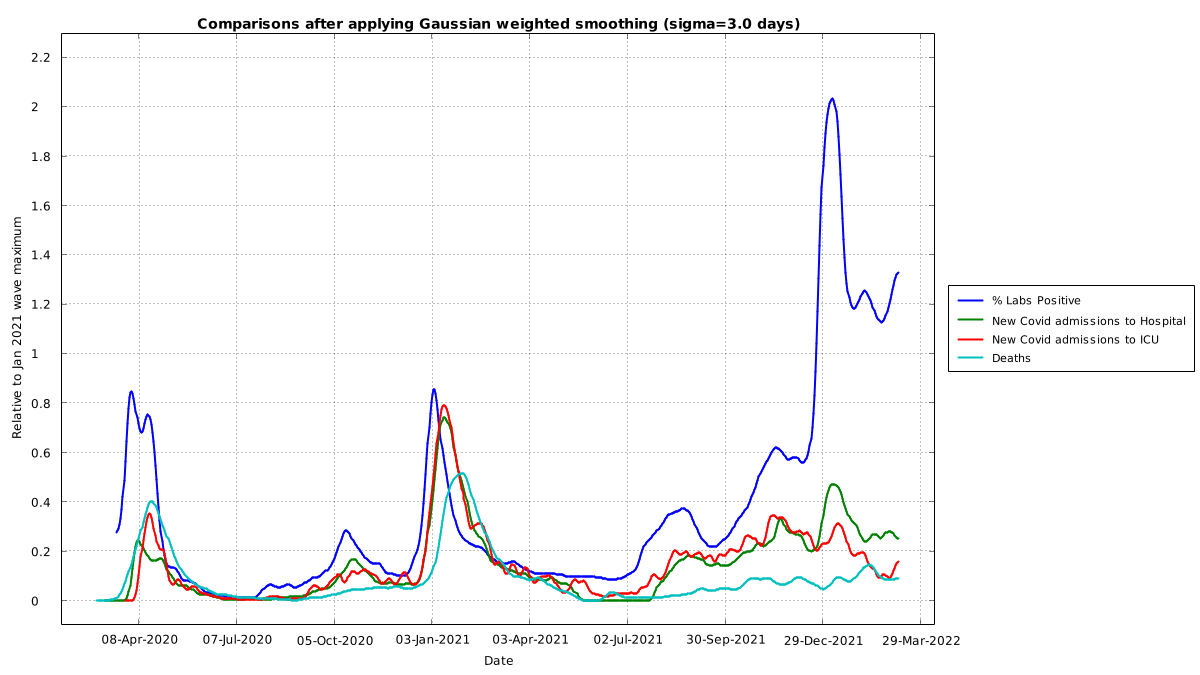 Comparisons after applying Gaussian weighted smoothing (sigma=3.0 days)
2.2
2
1.8
1.6
1.4
1.2
1
0.8
0.6
0.4
0.2
0
Relative to Jan 2021 wave maximum
08-Apr-2020 07-Jul-2020 05-Oct-2020 03-Jan-2021 03-Apr-2021 02-Jul-2021 30-Sep-2021 29-Dec-2021 29-Mar-2022
Date
% Labs Positive
New Covid admissions to Hospital
New Covid admissions to ICU
Deaths